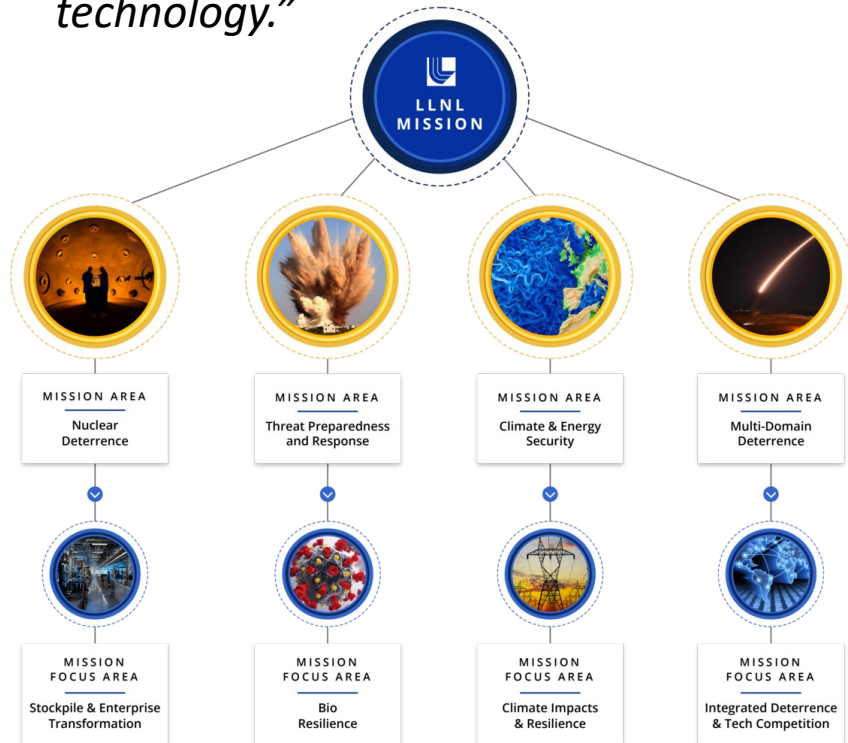 technology.”
LLNL
MISSION
MISSION AREA
Nuclear
Deterrence
MISSION AREA
Threat Preparedness
and Response
MISSION AREA
Climate & Energy
Security
MISSION AREA
Multi-Domain
Deterrence
MISSION
FOCUS AREA
Stockpile & Enterprise
Transformation
MISSION
FOCUS AREA
Bio
Resilience
MISSION
FOCUS AREA
Climate Impacts
& Resilience
MISSION
FOCUS AREA
Integrated Deterrence
& Tech Competition